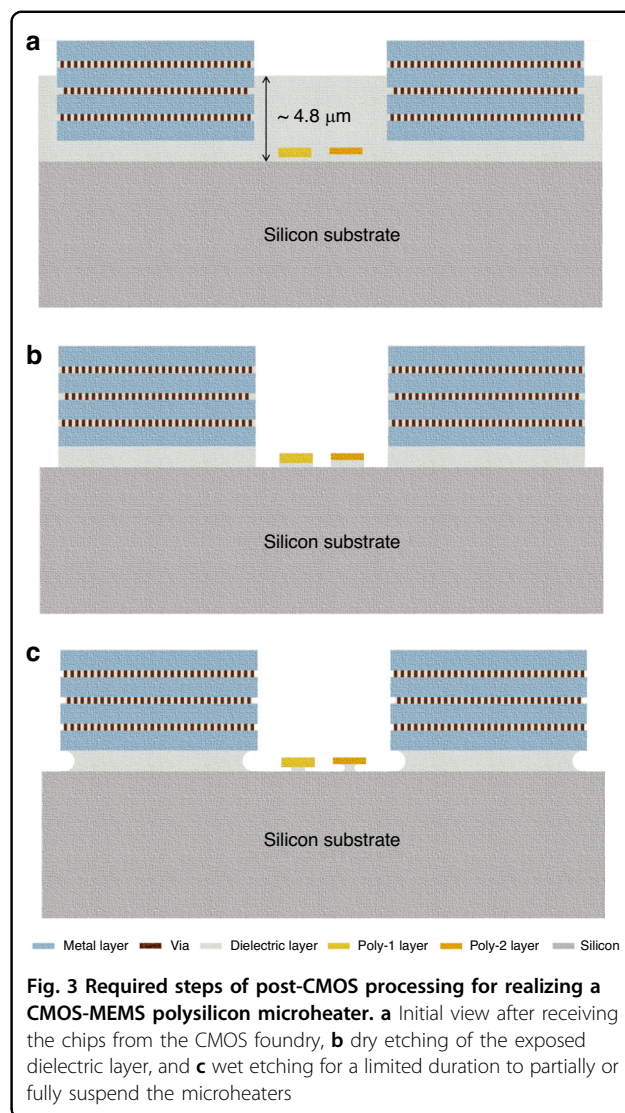 a
~ 4.8 μm
Silicon substrate
b
Silicon substrate
c
Silicon substrate
Metal layer Via Dielectric layer Poly-1 layer Poly-2 layer Silicon
Fig. 3 Required steps of post-CMOS processing for realizing a
CMOS-MEMS polysilicon microheater. a Initial view after receiving
the chips from the CMOS foundry, b dry etching of the exposed
dielectric layer, and c wet etching for a limited duration to partially or
fully suspend the microheaters